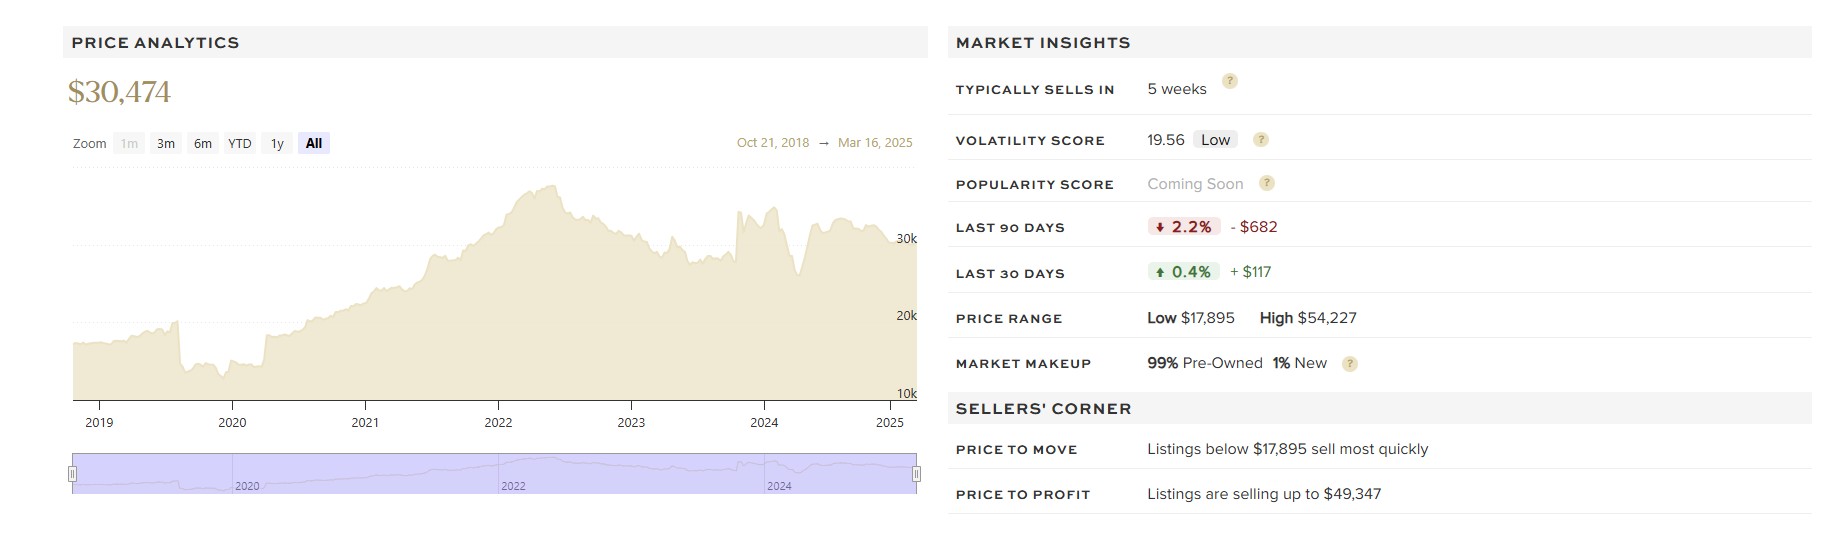 PRICE ANALYTICS
$30,474
Zoom 1m 3m 6m YTD 1y All
Oct 21, 2018 → Mar 16, 2025
30k
20k
10k
2019 2020 2021 2022 2023 2024 2025
2020 2022 2024
MARKET INSIGHTS
TYPICALLY SELLS IN 5 weeks ?
VOLATILITY SCORE 19.56 Low ?
POPULARITY SCORE Coming Soon ?
LAST 90 DAYS 2.2% - $682
LAST 30 DAYS 0.4% + $117
PRICE RANGE Low $17,895 High $54,227
MARKET MAKEUP 99% Pre-Owned 1% New ?
SELLERS' CORNER
PRICE TO MOVE Listings below $17,895 sell most quickly
PRICE TO PROFIT Listings are selling up to $49,347